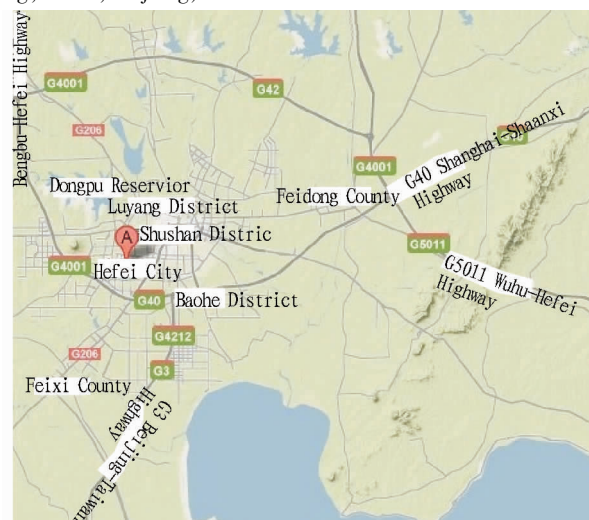 Bengbu-Hefei Highway
G4001
G42
G206
G4001
G40 Shanghai-Shaanxi
Highway
Dongpu Reservior
Luyang District
Feidong County
A
Shushan Distric
G5011
G4001
Hefei City
G5011 Wuhu-Hefei
Highway
G40
Baohe District
G4212
G206
G3
Feixi County
G3 Beijing-Taiwan
Highway